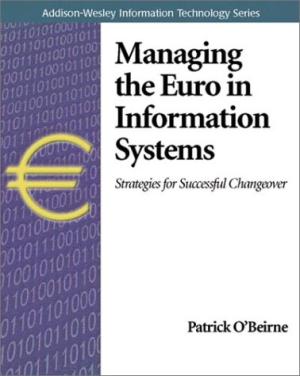 Addison-Wesley Information Technology Series
Managing
the Euro in
Information
Systems
Strategies for Successful Changeover
€
Patrick O'Beirne